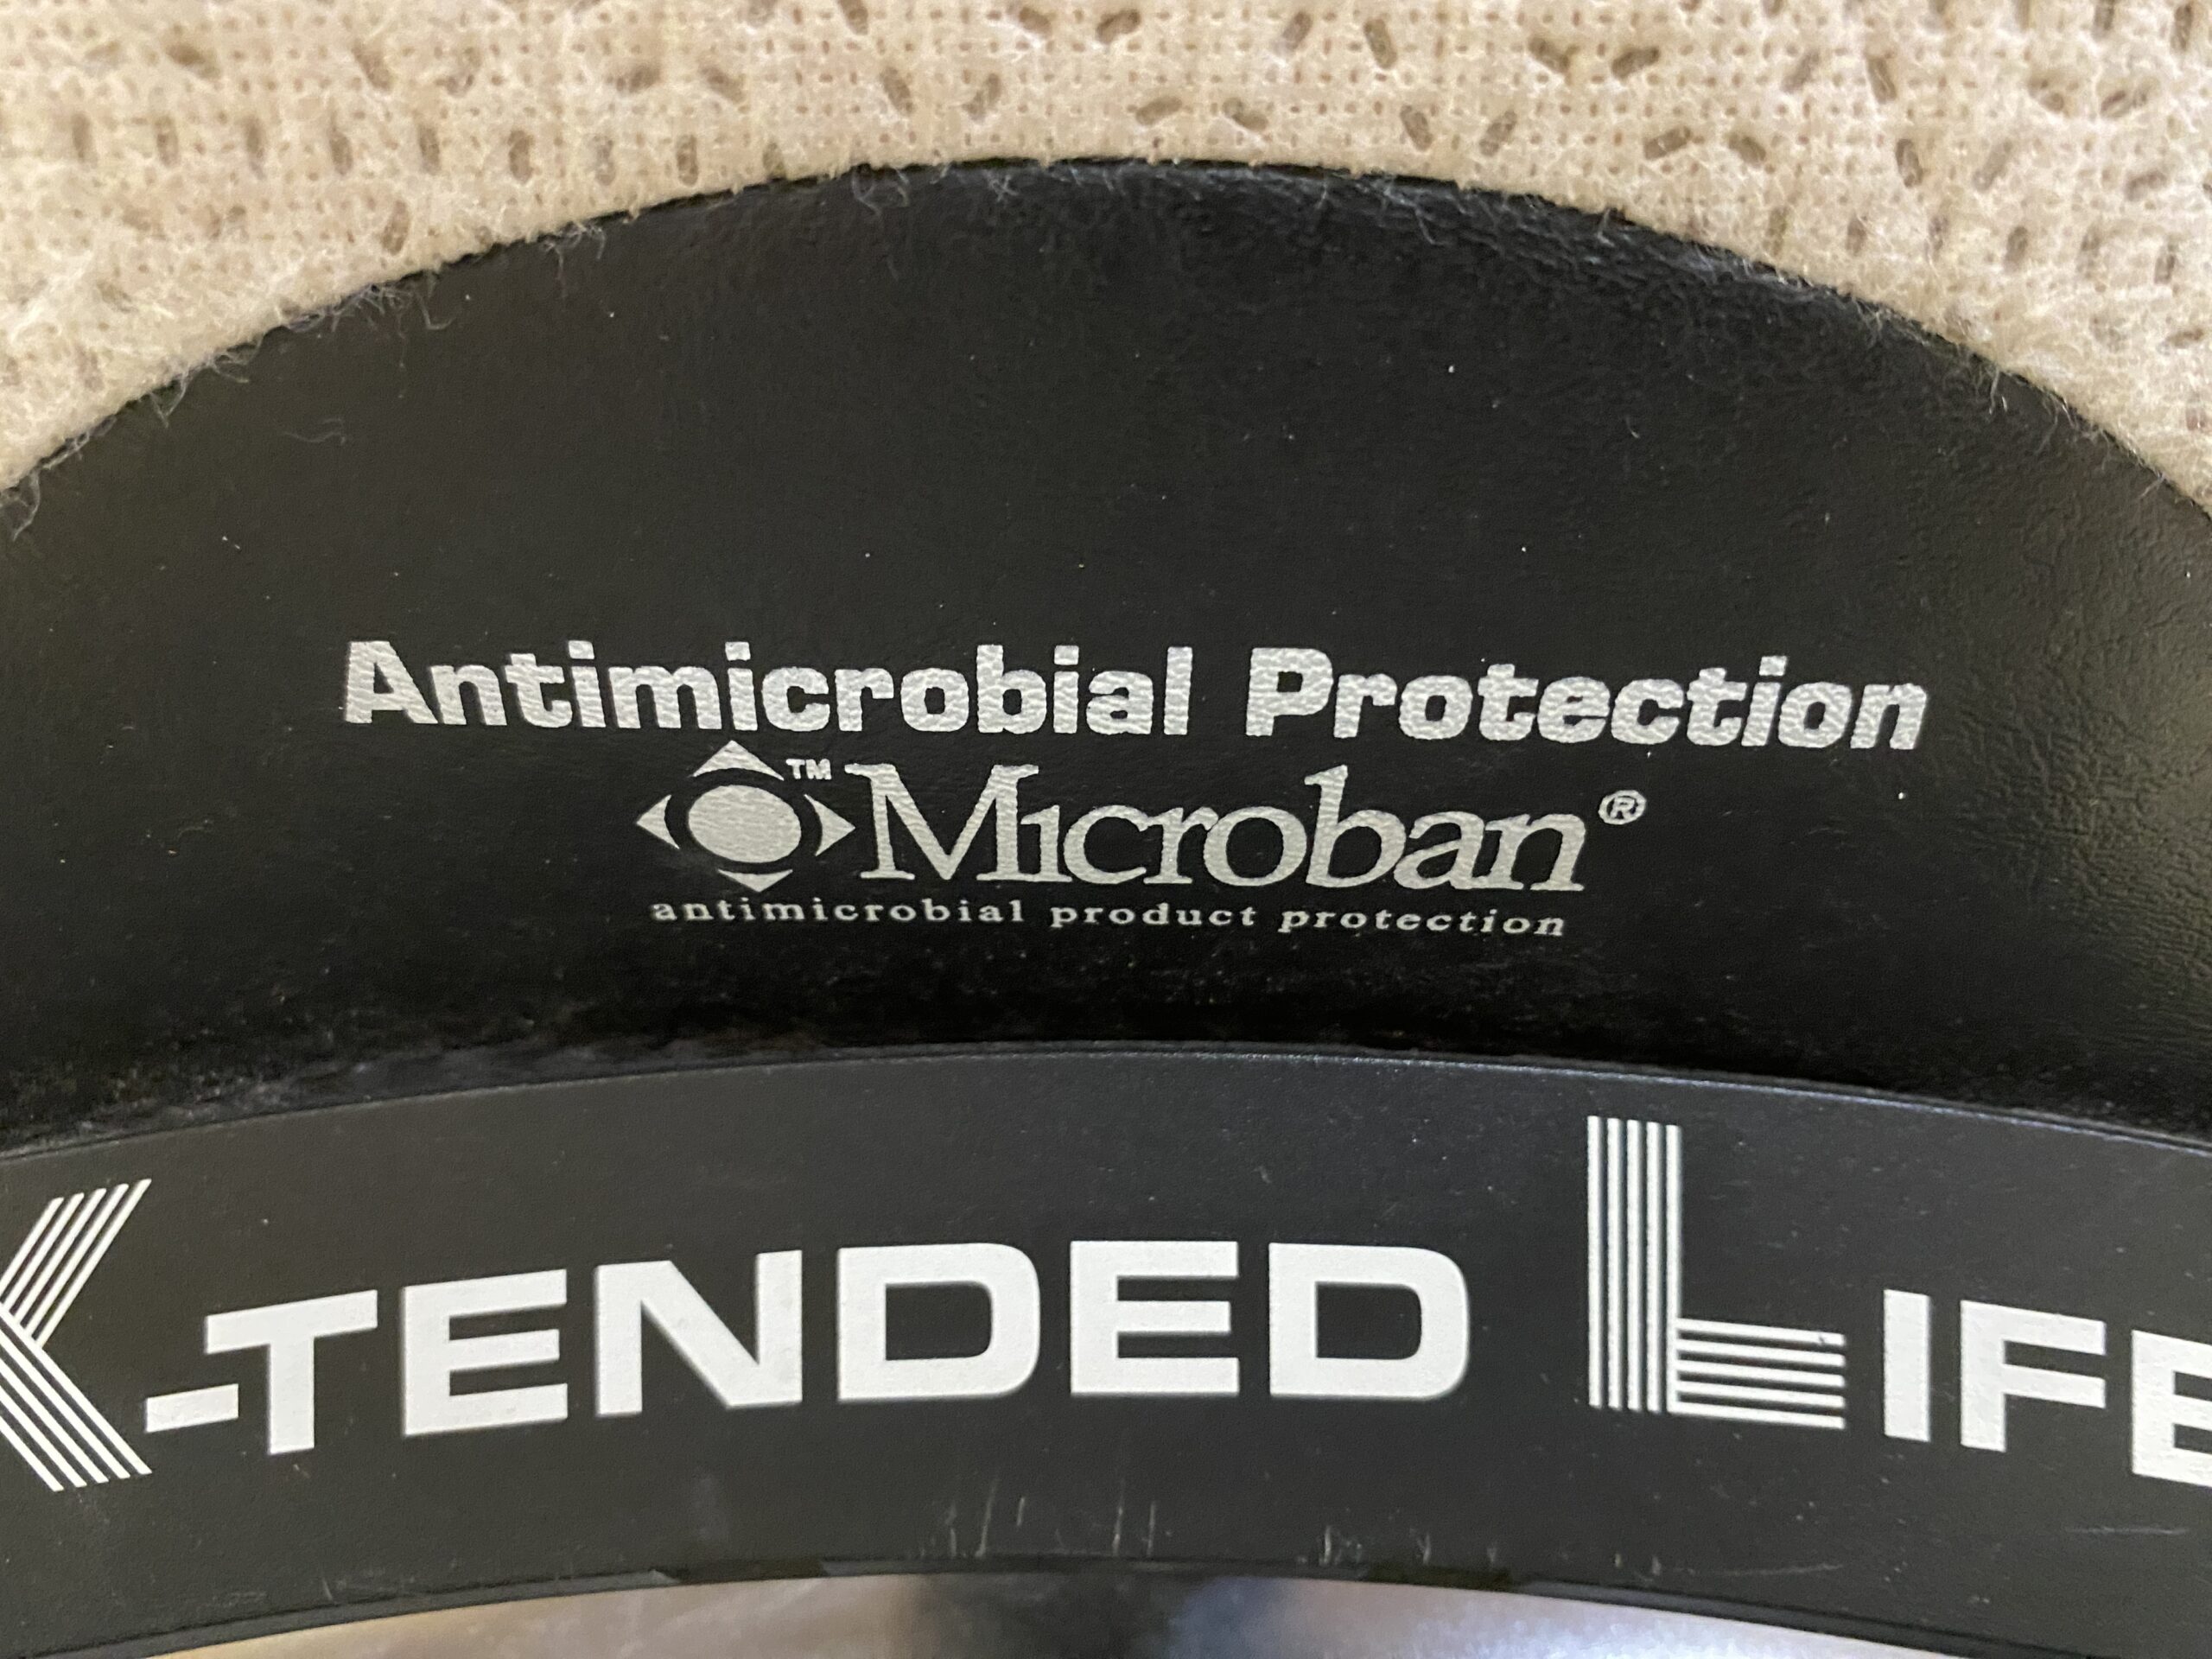 Antimicrobial Protection
™ Microban®
antimicrobial product protection
X-TENDED LIFE